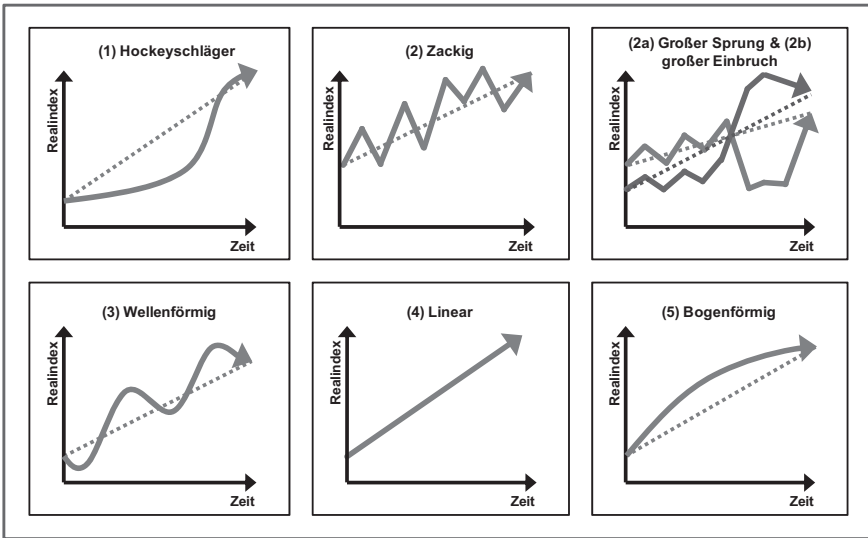 (1) Hockeyschläger
Realindex
Zeit
(2) Zackig
Realindex
Zeit
(2a) Großer Sprung & (2b)
großer Einbruch
Realindex
Zeit
(3) Wellenförmig
Realindex
Zeit
(4) Linear
Realindex
Zeit
(5) Bogenförmig
Realindex
Zeit